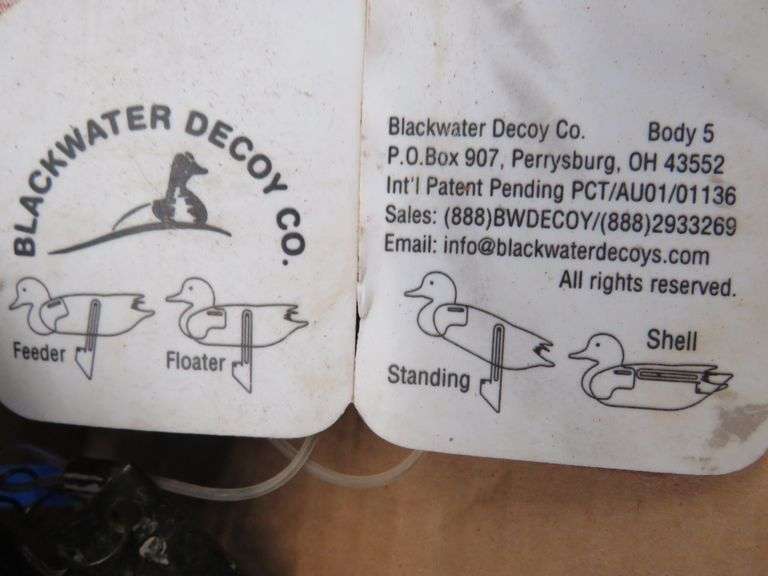 BLACKWATER DECOY CO.
Feeder
Floater
Blackwater Decoy Co. Body 5
P.O.Box 907, Perrysburg, OH 43552
Int'l Patent Pending PCT/AU01/01136
Sales: (888)BWDECOY/(888)2933269
Email: info@blackwaterdecoys.com
All rights reserved.
Standing
Shell